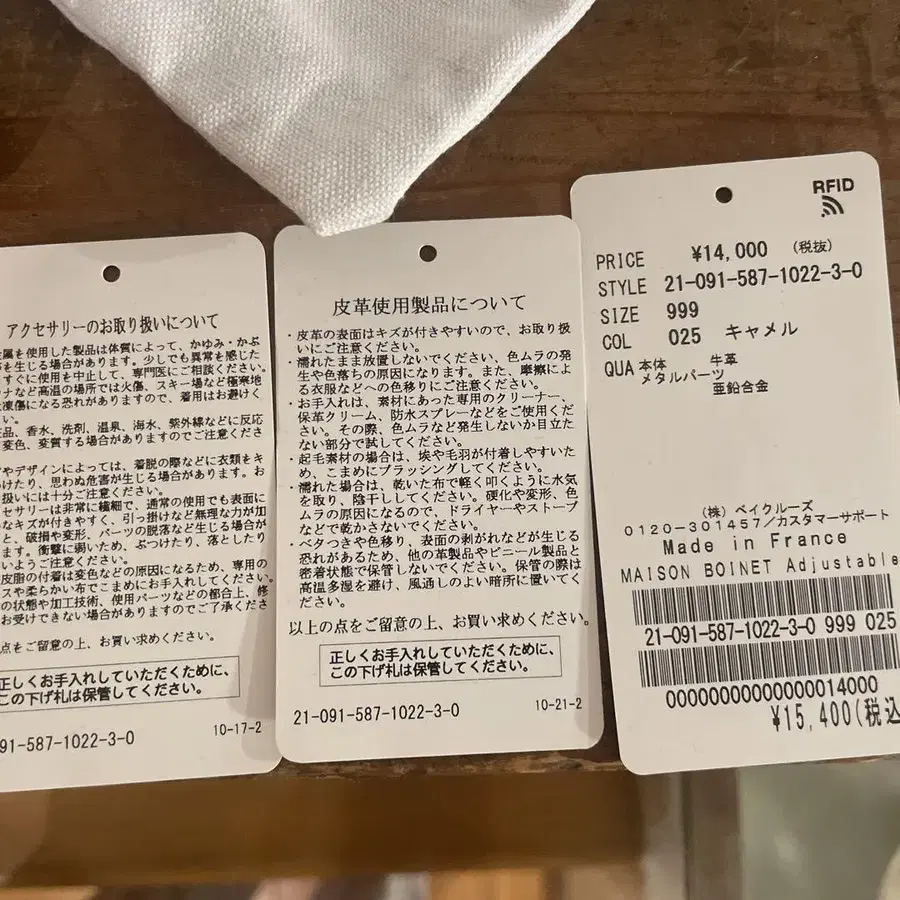 アクセサリーのお取り扱いについて
属を使用した製品は体質によって、かゆみ・かぶ
を生じる場合があります。少しでも異常を感じた
すぐに使用を中止して、専門医にご相談ください。
ナなど高温の場所では火傷、スキー場など極寒地
凍傷になる恐れがありますので、着用はお避けく
い。
品、香水、洗剤、温泉、海水、紫外線などに反応
変色、変質する場合がありますのでご注意くださ
やデザインによっては、着脱の際などに衣類をキ
たり、思わぬ危害が生じる場合があります。お
扱いには十分ご注意ください。
セサリーは非常に繊細で、通常の使用でも表面に
なキズが付きやすく、引っ掛けなど無理な力が加
と、破損や変形、パーツの脱落など生じる場合が
ます。衝撃に弱いため、ぶつけたり、落としたり
いようご注意ください。
皮脂の付着は変色などの原因になるため、専用の
スや柔らかい布でこまめにお手入れしてください。
の状態や加工技術、使用パーツなどの都合上、修
お受けできない場合がありますのでご了承くださ
点をご留意の上、お買い求めください。
正しくお手入れしていただくために、
この下げ札は保管してください。
91-587-1022-3-0
10-17-2
皮革使用製品について
・皮革の表面はキズが付きやすいので、お取り扱
いにご注意ください。
・濡れたまま放置しないでください、色ムラの発
生や色落ちの原因になります。また、摩擦によ
る衣服などへの色移りにご注意ください。
・お手入れは、素材にあった専用のクリーナー、
保革クリーム、防水スプレーなどをご使用くだ
さい。その際、色ムラなど発生しないか目立た
ない部分で試してください。
・起毛素材の場合は、埃や毛羽が付着しやすいた
め、こまめにブラッシングしてください。
・濡れた場合は、乾いた布で軽く叩くように水気
を取り、陰干ししてください。硬化や変形、色
ムラの原因になるので、ドライヤーやストーブ
などで乾かさないでください。
・ベタつきや色移り、表面の剥がれなどが生じる
恐れがあるため、他の革製品やビニール製品と
密着状態で保管しないでください。保管の際は
高温多湿を避け、風通しのよい暗所に置いてく
ださい。
以上の点をご留意の上、お買い求めください。
正しくお手入れしていただくために、
この下げ札は保管してください。
21-091-587-1022-3-0
10-21-2
RFID
PRICE ¥14,000 (税抜)
STYLE 21-091-587-1022-3-0
SIZE 999
COL 025 キャメル
QUA 本体 牛革
メタルパーツ
亜鉛合金
(株) ベイクルーズ
0120-301457/カスタマーサポート
Made in France
MAISON BOINET Adjustable
21-091-587-1022-3-0 999 025
00000000000000014000
¥15,400(税込